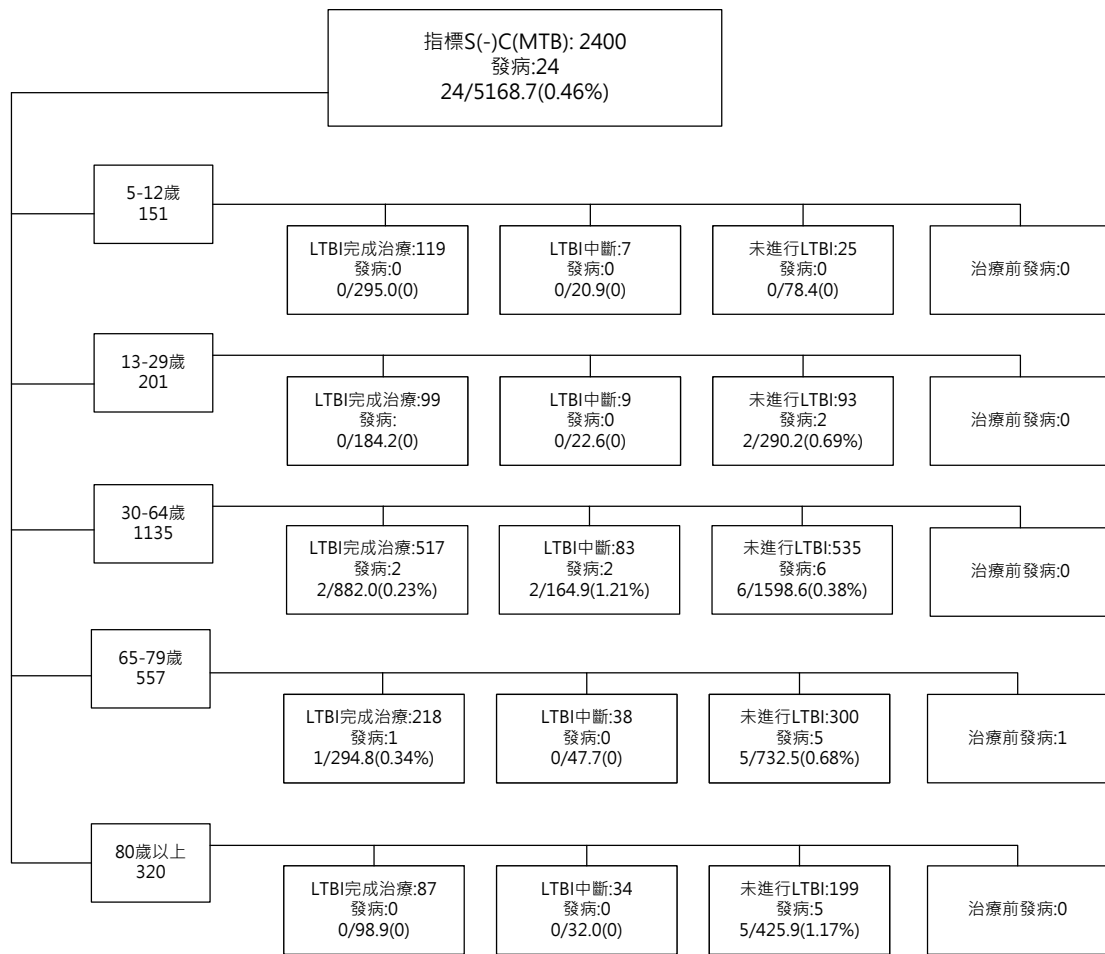 指標S(-)C(MTB): 2400
發病:24
24/5168.7(0.46%)
5-12歲
151
LTBI完成治療:119
發病:0
0/295.0(0)
LTBI中斷:7
發病:0
0/20.9(0)
未進行LTBI:25
發病:0
0/78.4(0)
治療前發病:0
13-29歲
201
LTBI完成治療:99
發病:
0/184.2(0)
LTBI中斷:9
發病:0
0/22.6(0)
未進行LTBI:93
發病:2
2/290.2(0.69%)
治療前發病:0
30-64歲
1135
LTBI完成治療:517
發病:2
2/882.0(0.23%)
LTBI中斷:83
發病:2
2/164.9(1.21%)
未進行LTBI:535
發病:6
6/1598.6(0.38%)
治療前發病:0
65-79歲
557
LTBI完成治療:218
發病:1
1/294.8(0.34%)
LTBI中斷:38
發病:0
0/47.7(0)
未進行LTBI:300
發病:5
5/732.5(0.68%)
治療前發病:1
80歲以上
320
LTBI完成治療:87
發病:0
0/98.9(0)
LTBI中斷:34
發病:0
0/32.0(0)
未進行LTBI:199
發病:5
5/425.9(1.17%)
治療前發病:0